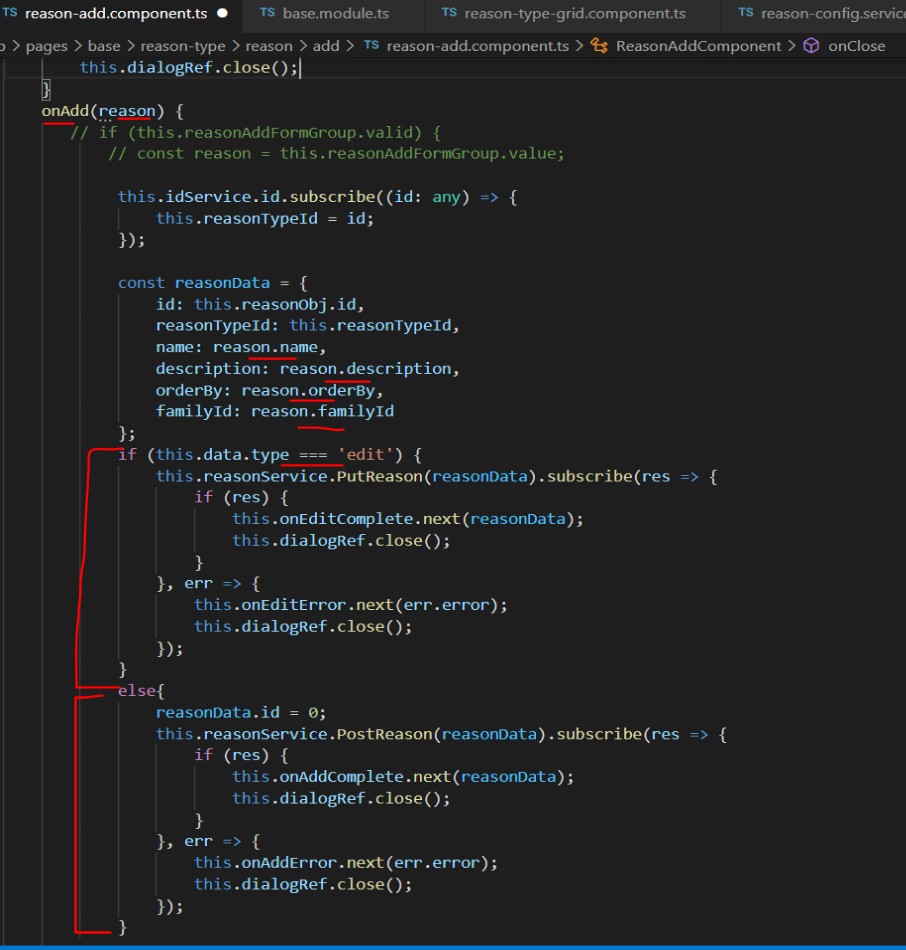 TS reason-add.component.ts ● TS base.module.ts TS reason-type-grid.component.ts TS reason-config.service
> pages > base > reason-type > reason > add > TS reason-add.component.ts > ReasonAddComponent > onClose
this.dialogRef.close();
}
onAdd(reason) {
// if (this.reasonAddFormGroup.valid) {
// const reason = this.reasonAddFormGroup.value;
this.idService.id.subscribe((id: any) => {
this.reasonTypeId = id;
});
const reasonData = {
id: this.reasonObj.id,
reasonTypeId: this.reasonTypeId,
name: reason.name,
description: reason.description,
orderBy: reason.orderBy,
familyId: reason.familyId
};
if (this.data.type === 'edit') {
this.reasonService.PutReason(reasonData).subscribe(res => {
if (res) {
this.onEditComplete.next(reasonData);
this.dialogRef.close();
}
}, err => {
this.onEditError.next(err.error);
this.dialogRef.close();
});
}
else{
reasonData.id = 0;
this.reasonService.PostReason(reasonData).subscribe(res => {
if (res) {
this.onAddComplete.next(reasonData);
this.dialogRef.close();
}
}, err => {
this.onAddError.next(err.error);
this.dialogRef.close();
});
}